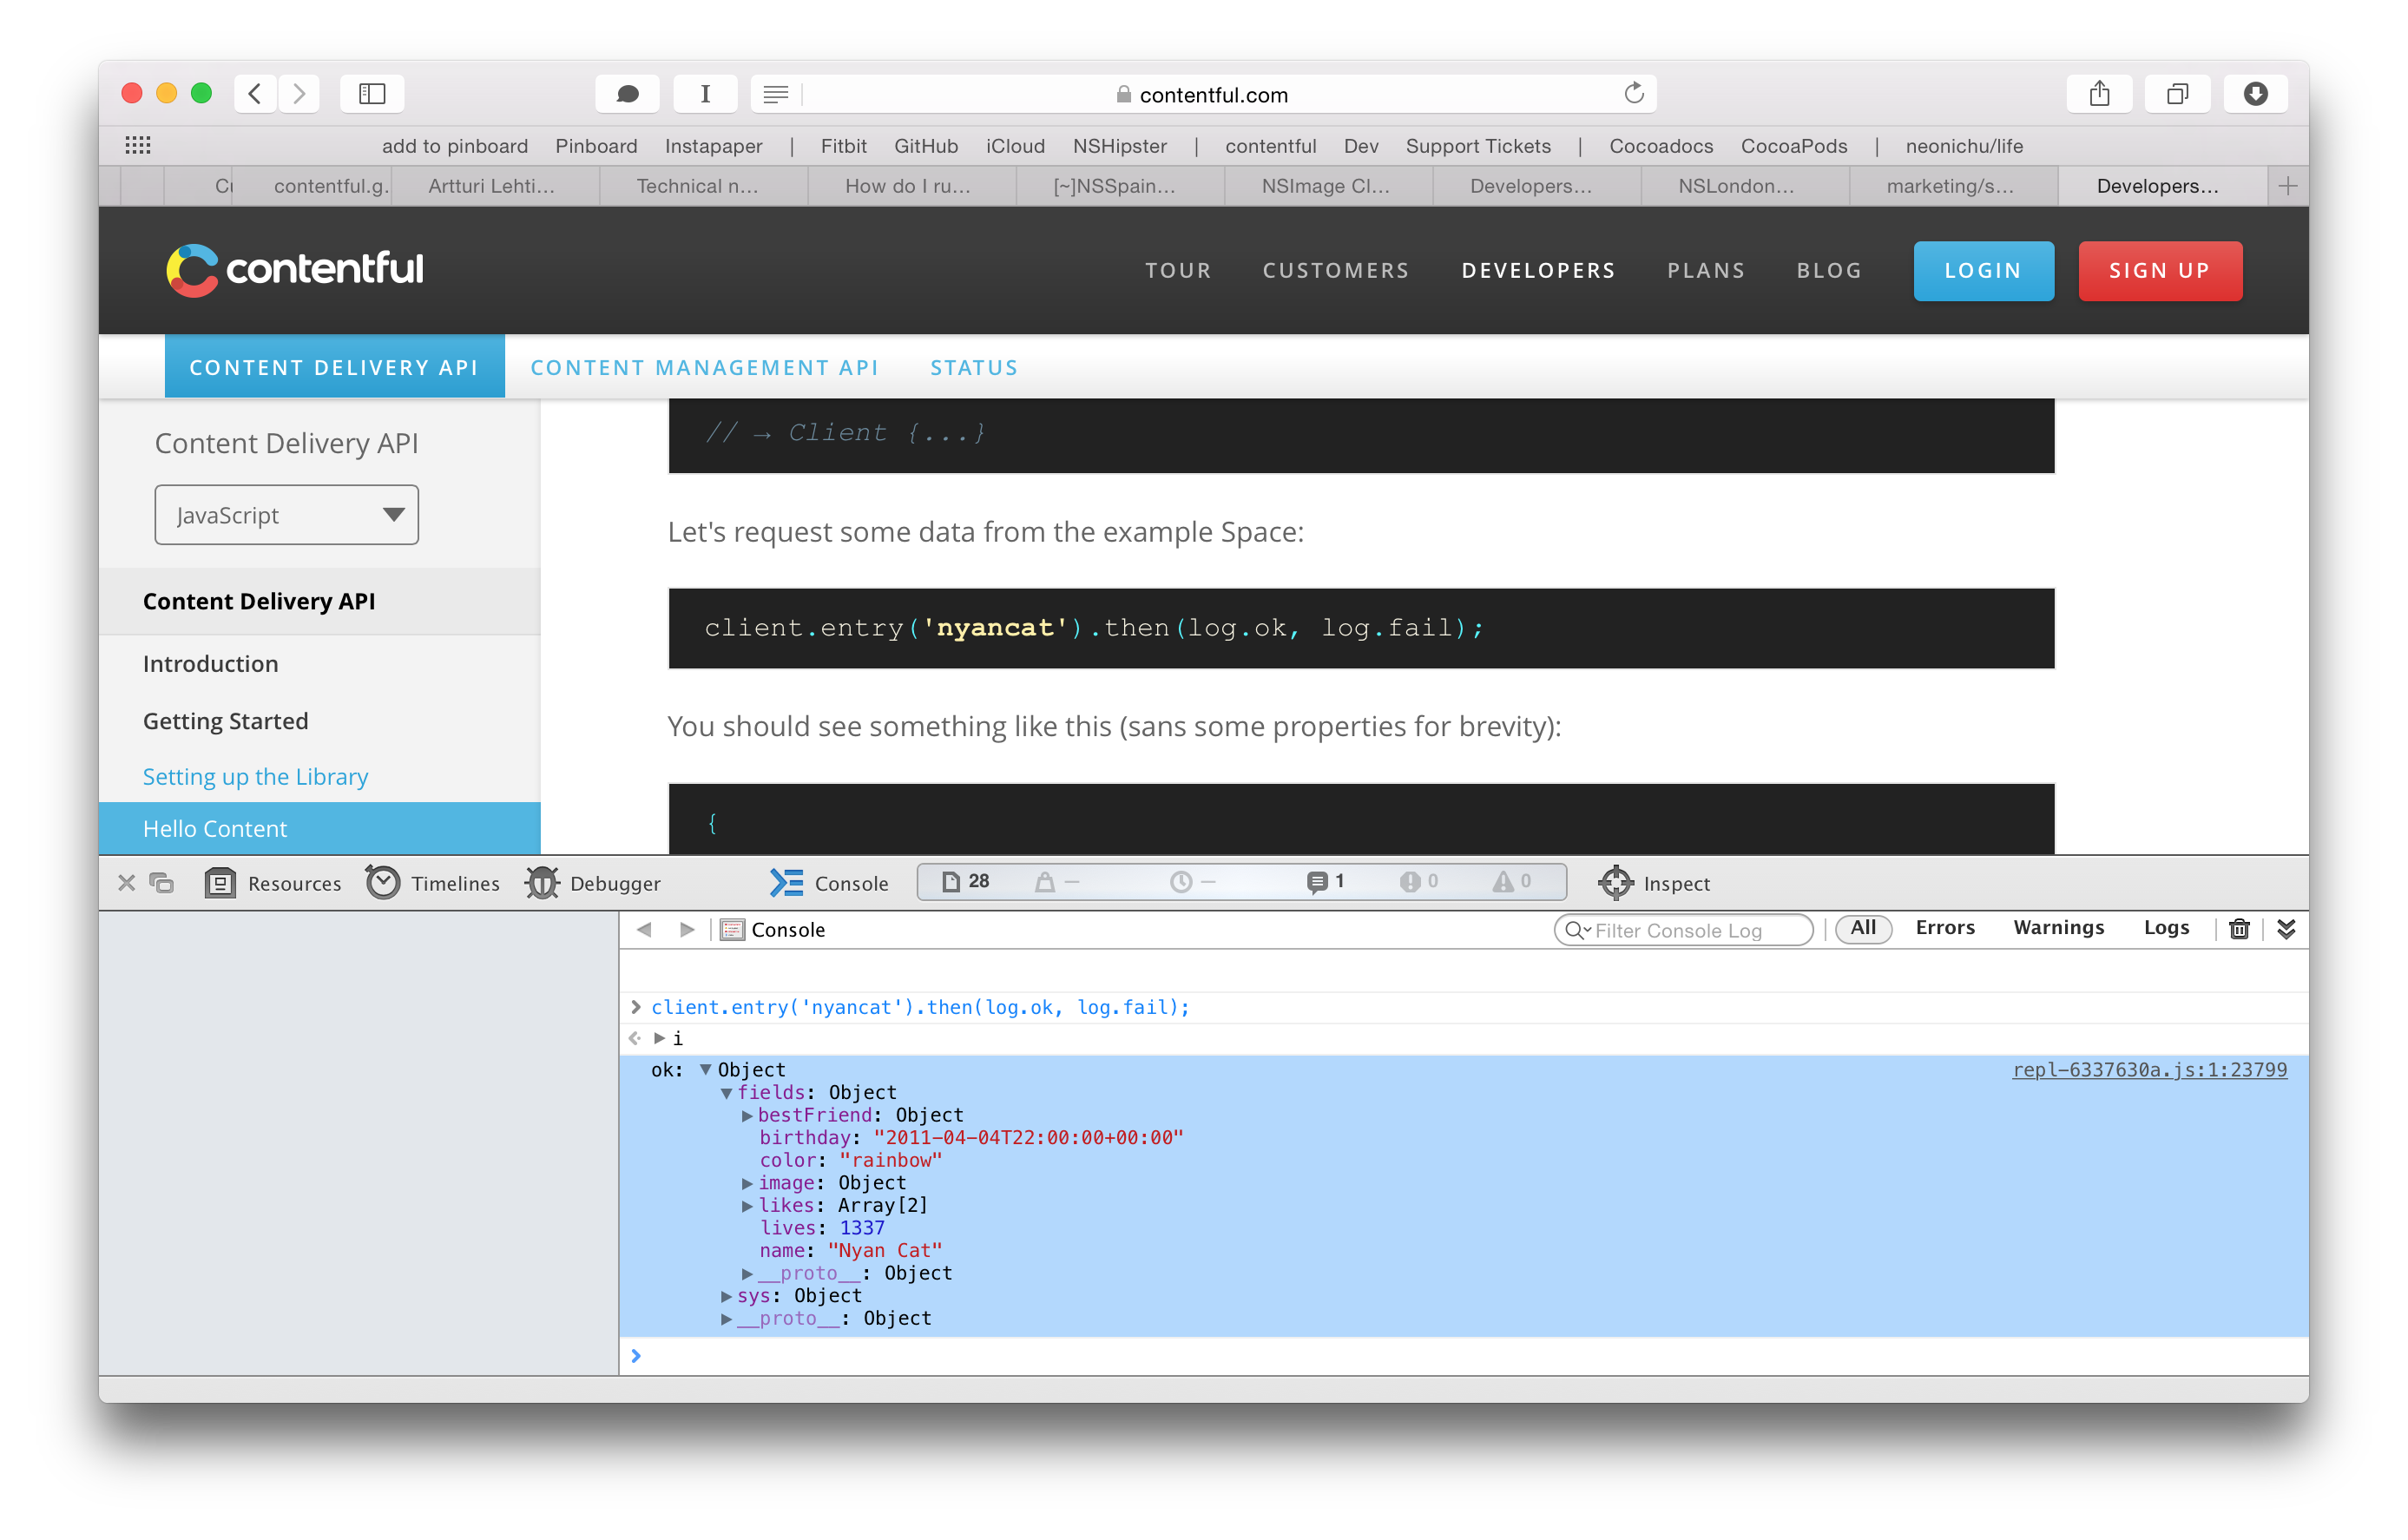 contentful.com
add to pinboard Pinboard Instapaper | Fitbit GitHub iCloud NSHipster | contentful Dev Support Tickets | Cocoadocs CocoaPods | neonichu/life
contentful.g. Artturi Lehti... Technical n... How do I ru... [~]NSSpain... NSImage Cl... Developers... NSLondon... marketing/s... Developers...
contentful TOUR CUSTOMERS DEVELOPERS PLANS BLOG LOGIN SIGN UP
CONTENT DELIVERY API CONTENT MANAGEMENT API STATUS
Content Delivery API
JavaScript
Content Delivery API
Introduction
Getting Started
Setting up the Library
Hello Content
// → Client {...}
Let's request some data from the example Space:
client.entry('nyancat').then(log.ok, log.fail);
You should see something like this (sans some properties for brevity):
{
Resources Timelines Debugger Console 28 — — 1 0 0 Inspect
Console Filter Console Log All Errors Warnings Logs
client.entry('nyancat').then(log.ok, log.fail);
i
ok: Object repl-6337630a.js:1:23799
fields: Object
bestFriend: Object
birthday: "2011-04-04T22:00:00+00:00"
color: "rainbow"
image: Object
likes: Array[2]
lives: 1337
name: "Nyan Cat"
__proto__: Object
sys: Object
__proto__: Object